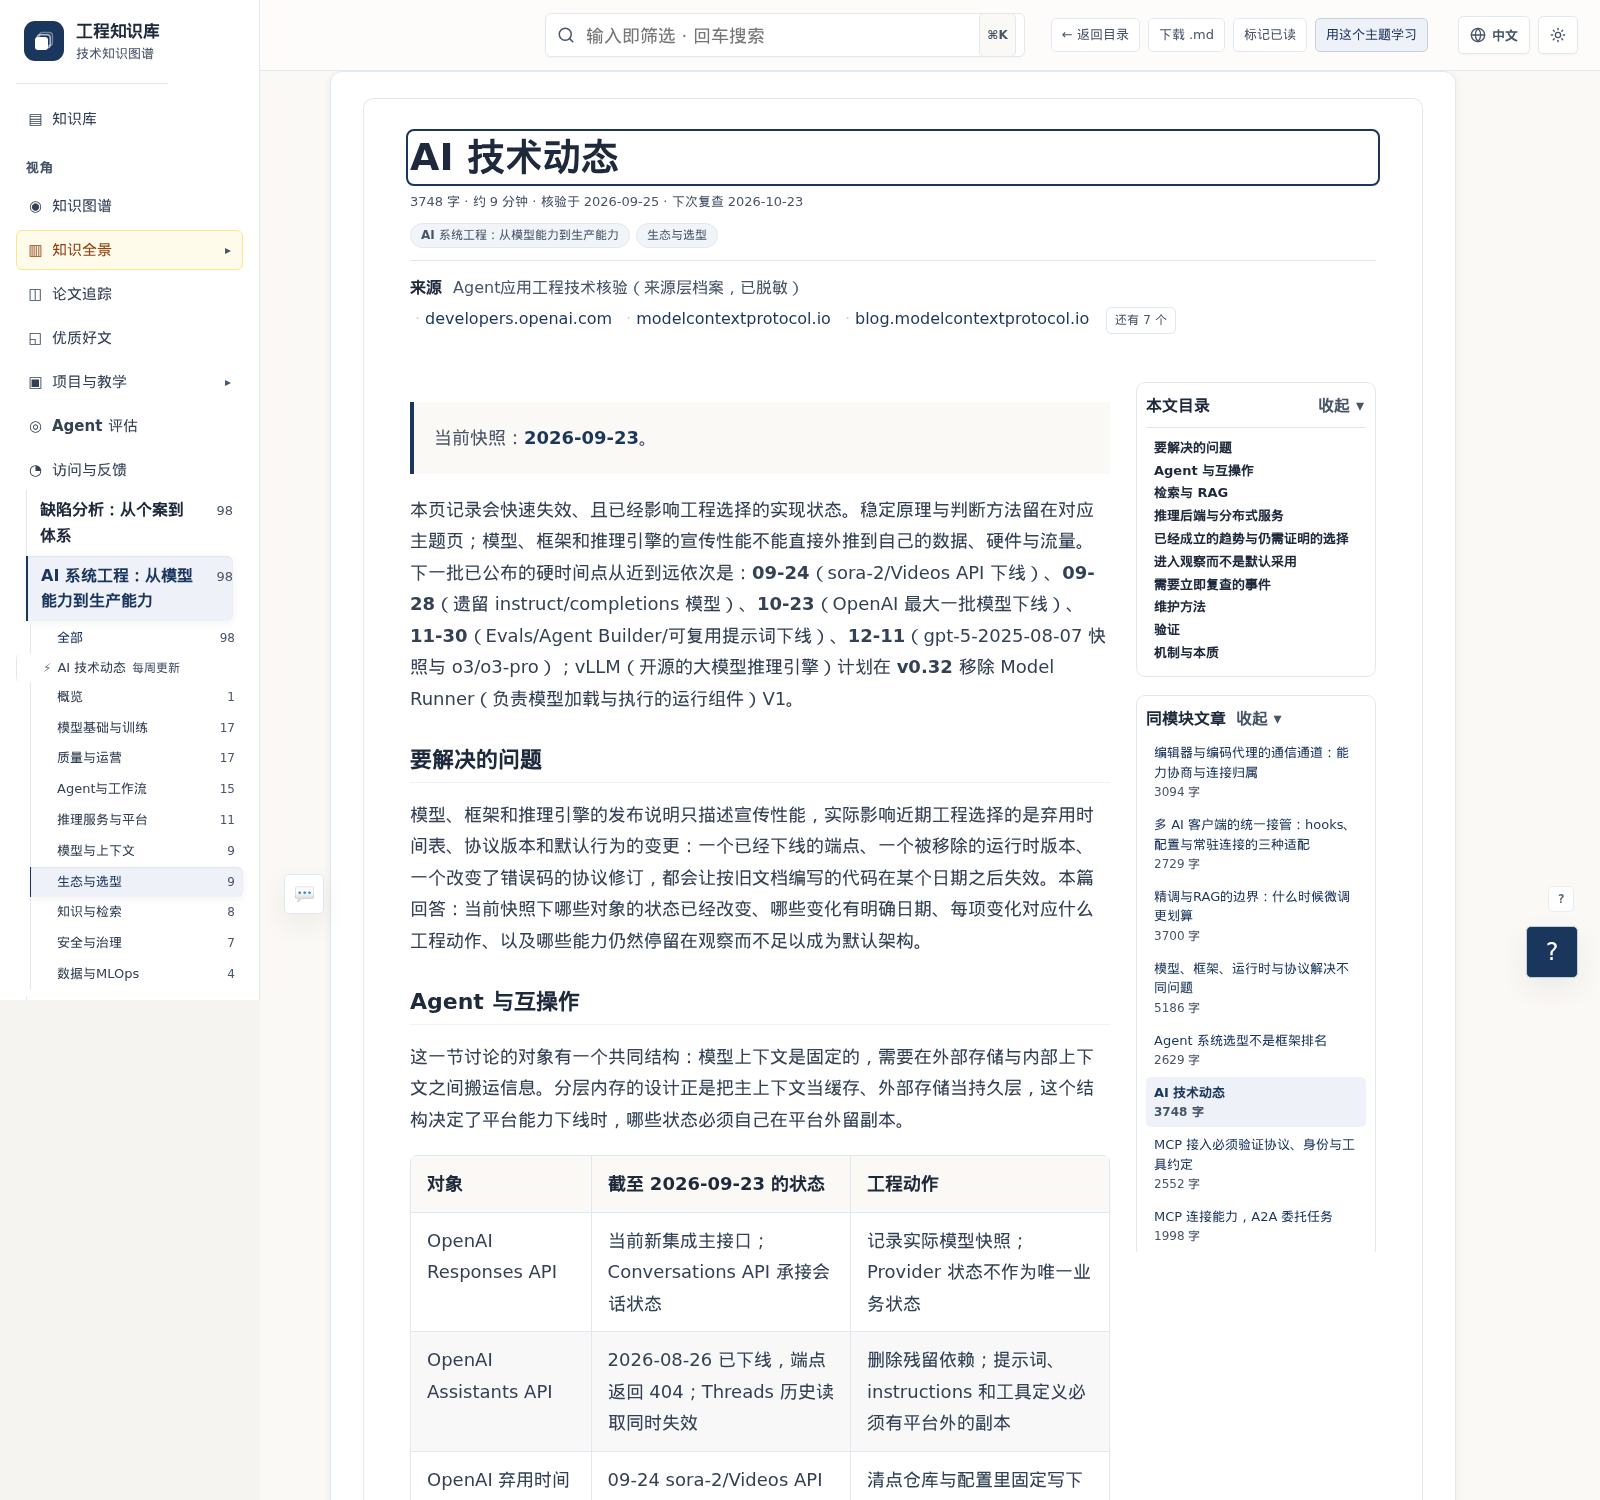 工程知识库
技术知识图谱
输入即筛选 · 回车搜索
⌘K
← 返回目录
下载 .md
标记已读
用这个主题学习
中文
知识库
视角
知识图谱
知识全景
论文追踪
优质好文
项目与教学
Agent 评估
访问与反馈
缺陷分析：从个案到 98
体系
AI 系统工程：从模型 98
能力到生产能力
全部 98
⚡ AI 技术动态 每周更新
概览 1
模型基础与训练 17
质量与运营 17
Agent与工作流 15
推理服务与平台 11
模型与上下文 9
生态与选型 9
知识与检索 8
安全与治理 7
数据与MLOps 4
AI 技术动态
3748 字 · 约 9 分钟 · 核验于 2026-09-25 · 下次复查 2026-10-23
AI 系统工程：从模型能力到生产能力
生态与选型
来源 Agent应用工程技术核验（来源层档案，已脱敏）
· developers.openai.com · modelcontextprotocol.io · blog.modelcontextprotocol.io 还有 7 个
当前快照：2026-09-23。
本页记录会快速失效、且已经影响工程选择的实现状态。稳定原理与判断方法留在对应
主题页；模型、框架和推理引擎的宣传性能不能直接外推到自己的数据、硬件与流量。
下一批已公布的硬时间点从近到远依次是：09-24（sora-2/Videos API 下线）、09-
28（遗留 instruct/completions 模型）、10-23（OpenAI 最大一批模型下线）、
11-30（Evals/Agent Builder/可复用提示词下线）、12-11（gpt-5-2025-08-07 快
照与 o3/o3-pro）；vLLM（开源的大模型推理引擎）计划在 v0.32 移除 Model
Runner（负责模型加载与执行的运行组件）V1。
要解决的问题
模型、框架和推理引擎的发布说明只描述宣传性能，实际影响近期工程选择的是弃用时
间表、协议版本和默认行为的变更：一个已经下线的端点、一个被移除的运行时版本、
一个改变了错误码的协议修订，都会让按旧文档编写的代码在某个日期之后失效。本篇
回答：当前快照下哪些对象的状态已经改变、哪些变化有明确日期、每项变化对应什么
工程动作、以及哪些能力仍然停留在观察而不足以成为默认架构。
Agent 与互操作
这一节讨论的对象有一个共同结构：模型上下文是固定的，需要在外部存储与内部上下
文之间搬运信息。分层内存的设计正是把主上下文当缓存、外部存储当持久层，这个结
构决定了平台能力下线时，哪些状态必须自己在平台外留副本。
对象 截至 2026-09-23 的状态 工程动作
OpenAI 当前新集成主接口； 记录实际模型快照；
Responses API Conversations API 承接会 Provider 状态不作为唯一业
话状态 务状态
OpenAI 2026-08-26 已下线，端点 删除残留依赖；提示词、
Assistants API 返回 404；Threads 历史读 instructions 和工具定义必
取同时失效 须有平台外的副本
OpenAI 弃用时间 09-24 sora-2/Videos API 清点仓库与配置里固定写下
本文目录 收起 ▾
要解决的问题
Agent 与互操作
检索与 RAG
推理后端与分布式服务
已经成立的趋势与仍需证明的选择
进入观察而不是默认采用
需要立即复查的事件
维护方法
验证
机制与本质
同模块文章 收起 ▾
编辑器与编码代理的通信通道：能
力协商与连接归属
3094 字
多 AI 客户端的统一接管：hooks、
配置与常驻连接的三种适配
2729 字
精调与RAG的边界：什么时候微调
更划算
3700 字
模型、框架、运行时与协议解决不
同问题
5186 字
Agent 系统选型不是框架排名
2629 字
AI 技术动态
3748 字
MCP 接入必须验证协议、身份与工
具约定
2552 字
MCP 连接能力，A2A 委托任务
1998 字
?
?